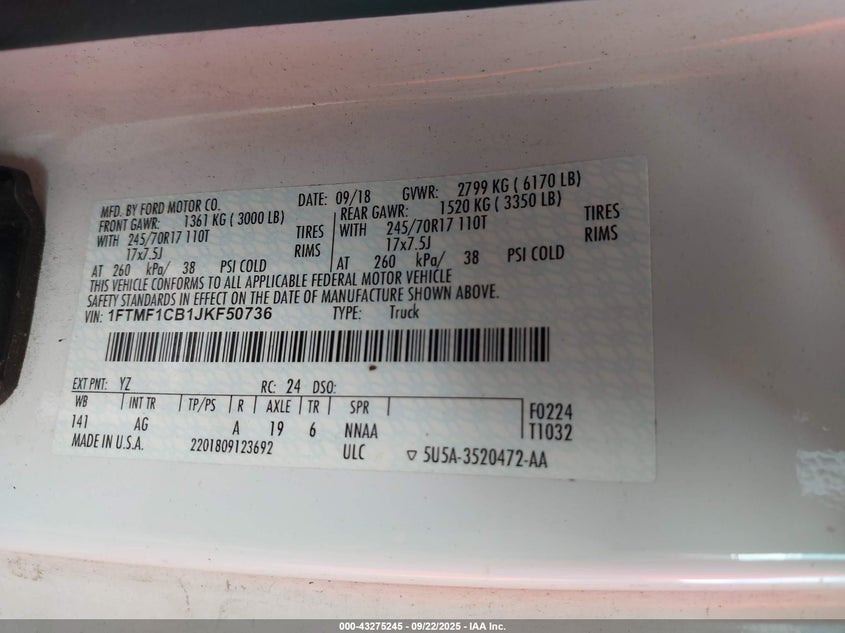 MFD. BY FORD MOTOR CO. DATE: 09/18 GVWR: 2799 KG ( 6170 LB)
FRONT GAWR: 1361 KG ( 3000 LB) REAR GAWR: 1520 KG ( 3350 LB)
WITH 245/70R17 110T TIRES WITH 245/70R17 110T TIRES
17x7.5J RIMS 17x7.5J RIMS
AT 260 kPa/ 38 PSI COLD AT 260 kPa/ 38 PSI COLD
THIS VEHICLE CONFORMS TO ALL APPLICABLE FEDERAL MOTOR VEHICLE
SAFETY STANDARDS IN EFFECT ON THE DATE OF MANUFACTURE SHOWN ABOVE.
VIN: 1FTMF1CB1JKF50736 TYPE: Truck
EXT PNT: YZ RC: 24 DSO:
WB INT TR TP/PS R AXLE TR SPR F0224
141 AG A 19 6 NNAA T1032
MADE IN U.S.A. 2201809123692 ULC ▽ 5U5A-3520472-AA
000-43275245 - 09/22/2025 - IAA Inc.